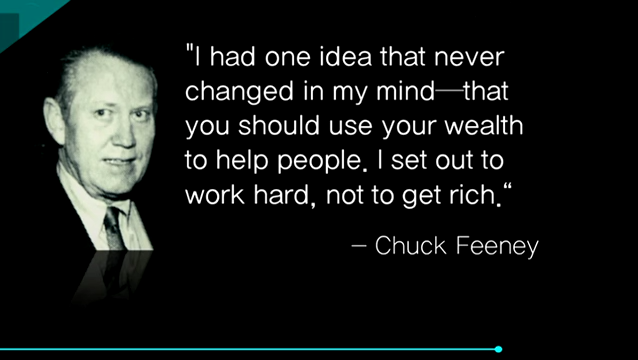 "I had one idea that never
changed in my mind—that
you should use your wealth
to help people. I set out to
work hard, not to get rich.“
– Chuck Feeney